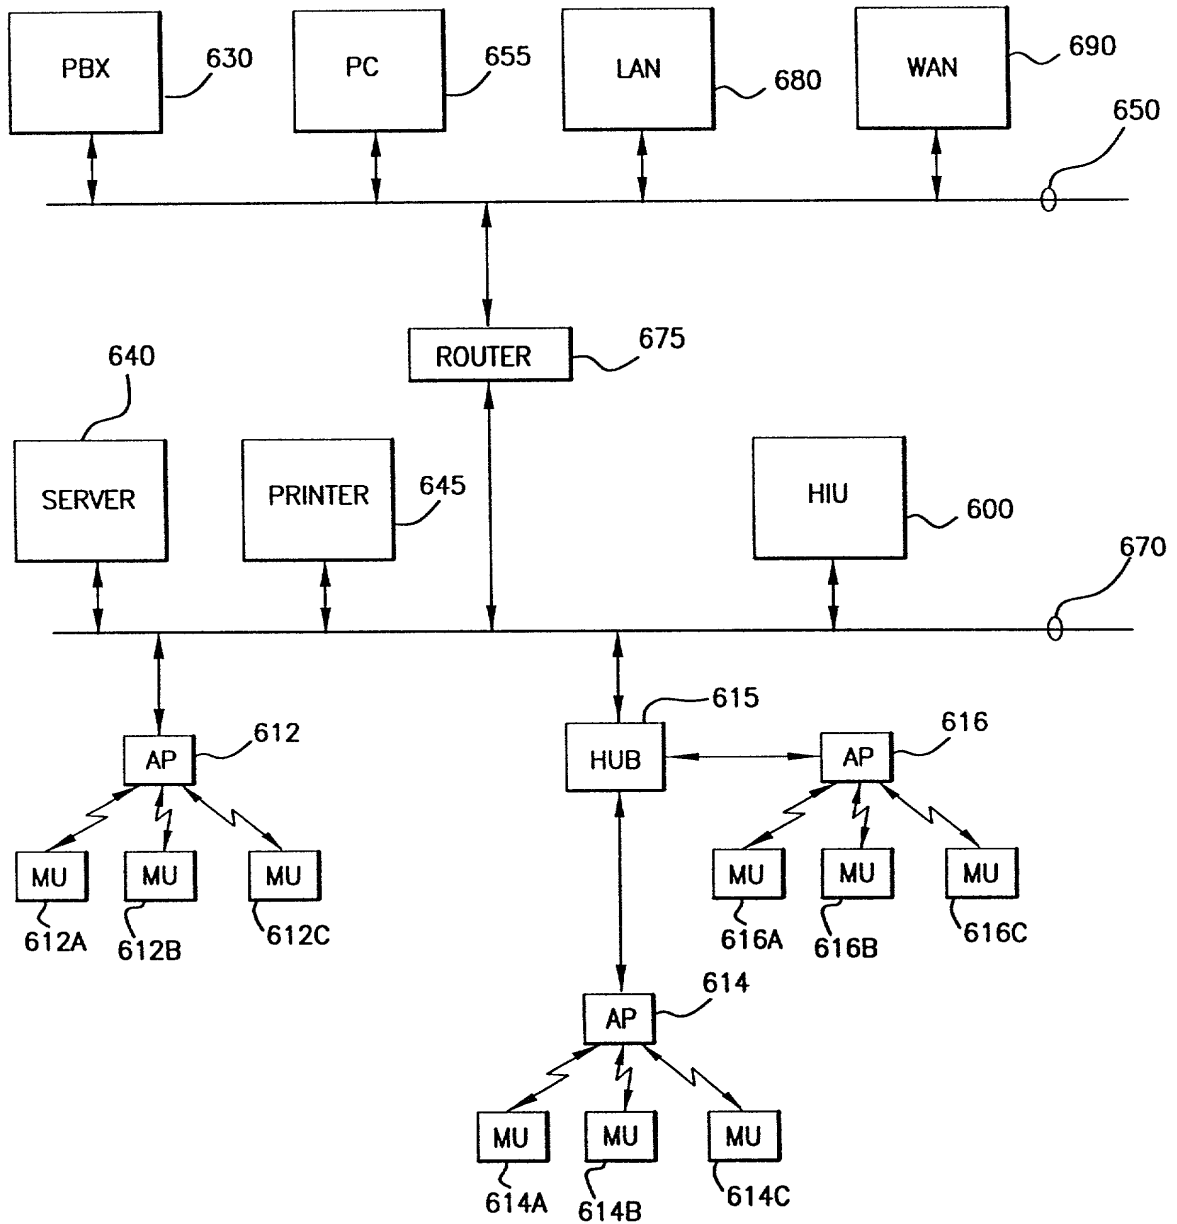 PBX
630
PC
655
LAN
680
WAN
690
650
ROUTER
675
640
SERVER
PRINTER
645
HIU
600
670
AP
612
HUB
615
AP
616
MU
MU
MU
612A
612B
612C
MU
MU
MU
616A
616B
616C
AP
614
MU
MU
MU
614A
614B
614C